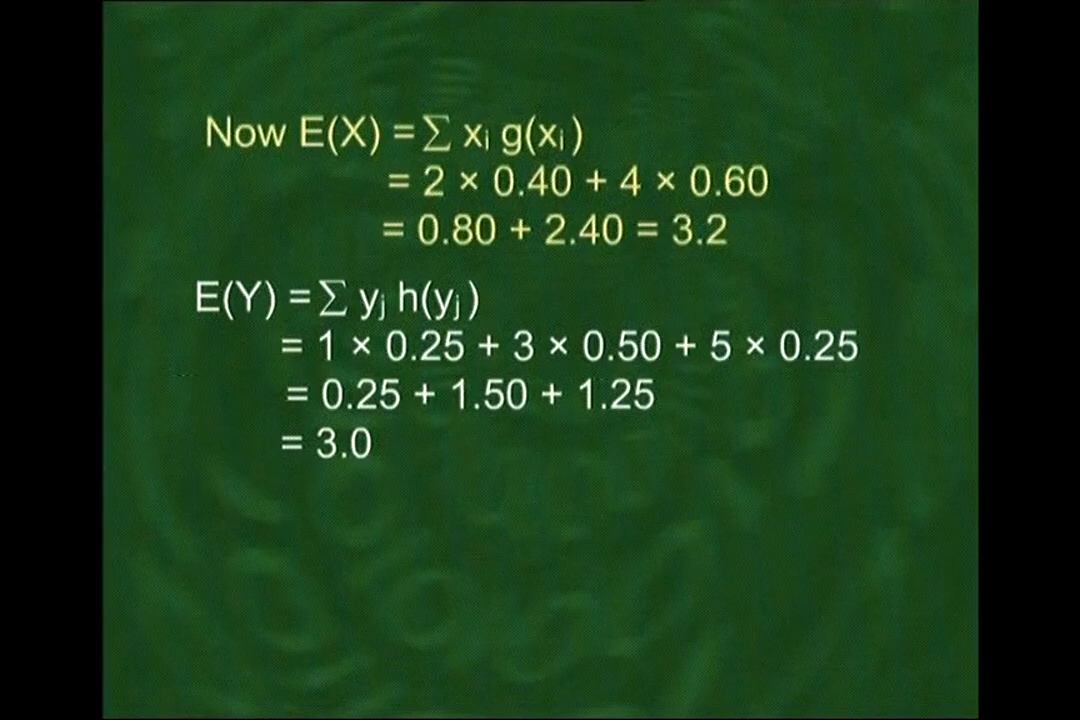 Now E(X) = ∑ xᵢ g(xᵢ)
= 2 × 0.40 + 4 × 0.60
= 0.80 + 2.40 = 3.2
E(Y) = ∑ yⱼ h(yⱼ)
= 1 × 0.25 + 3 × 0.50 + 5 × 0.25
= 0.25 + 1.50 + 1.25
= 3.0